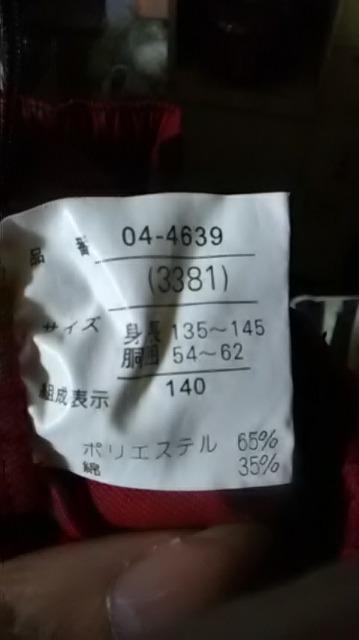 品番 04-4639
(3381)
サイズ 身長 135～145
胴囲 54～62
140
組成表示
ポリエステル 65%
綿 35%